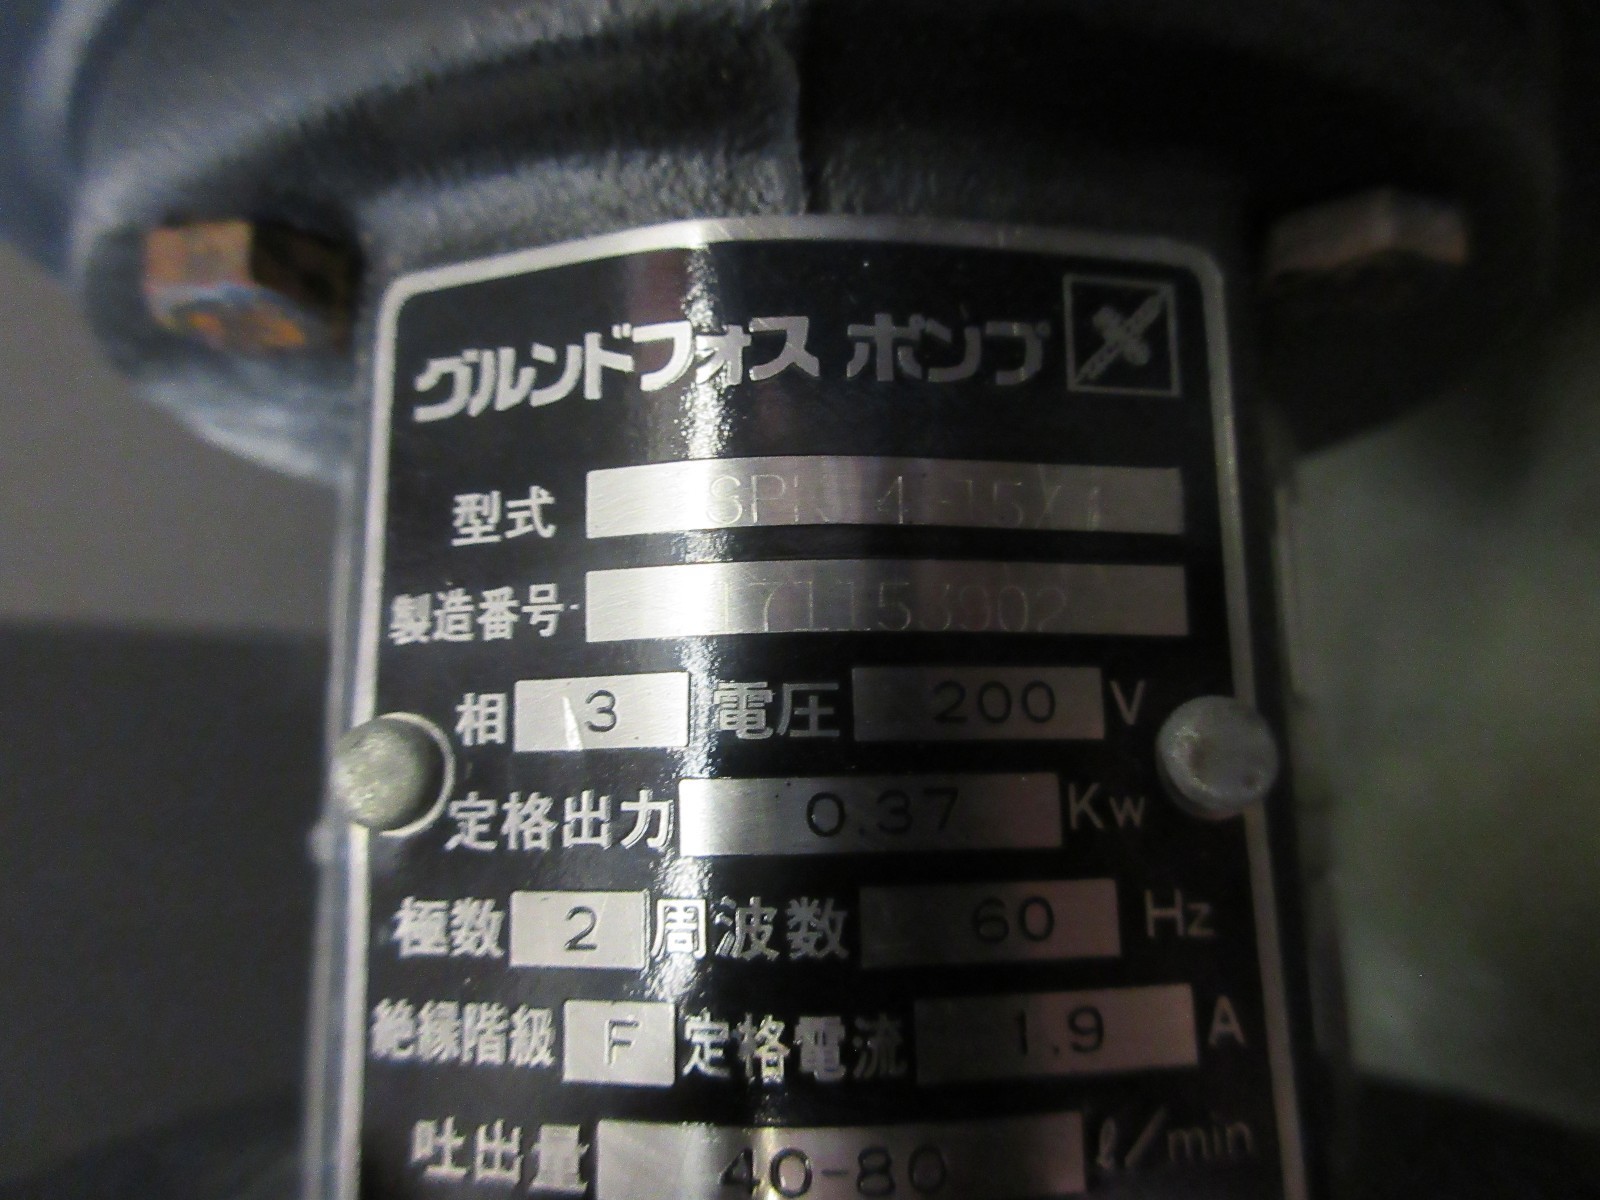 グルンドフォス ポンプ
型式
製造番号
相 3 電圧 200 V
定格出力 0.37 Kw
極数 2 周波数 60 Hz
絶縁階級 F 定格電流 1.9 A
吐出量 40-80 ℓ/min